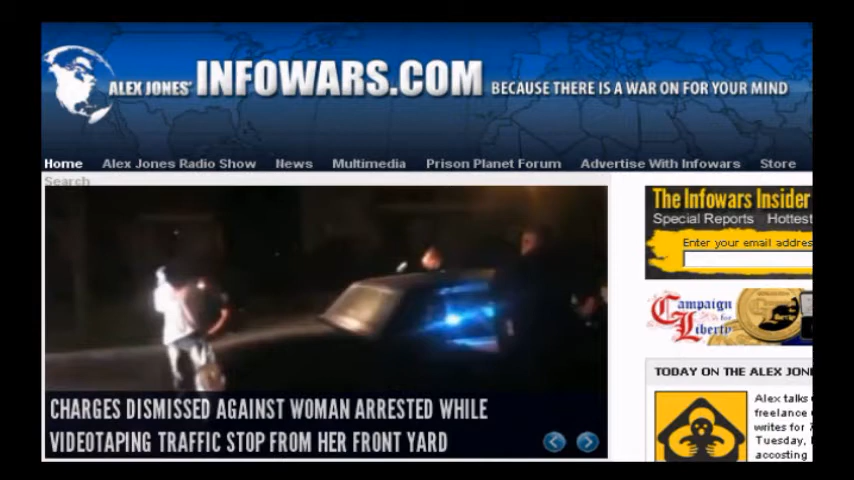 ALEX JONES' INFOWARS.COM BECAUSE THERE IS A WAR ON FOR YOUR MIND
Home Alex Jones Radio Show News Multimedia Prison Planet Forum Advertise With Infowars Store
Search
The Infowars Insider
Special Reports Hottest
Enter your email addres
Campaign for Liberty
CHARGES DISMISSED AGAINST WOMAN ARRESTED WHILE
VIDEOTAPING TRAFFIC STOP FROM HER FRONT YARD
TODAY ON THE ALEX JON
Alex talks
freelance
writes for
Tuesday,
accosting